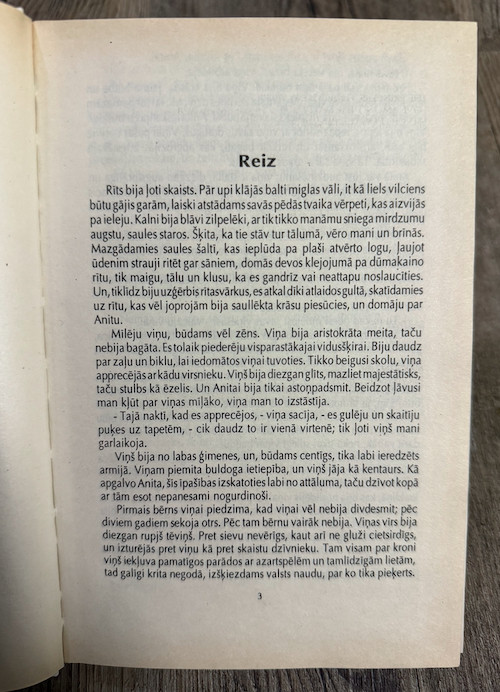 Reiz
Rīts bija ļoti skaists. Pār upi klājās balti miglas vāli, it kā liels vilciens
būtu gājis garām, laiski atstādams savās pēdās tvaika vērpeti, kas aizvijās
pa ieleju. Kalni bija blāvi zilpelēki, ar tik tikko manāmu sniega mirdzumu
augstu, saules staros. Šķita, ka tie stāv tur tālumā, vēro mani un brīnās.
Mazgādamies saules šaltī, kas ieplūda pa plaši atvērto logu, ļaujot
ūdenim strauji ritēt gar sāniem, domās devos klejojumā pa dūmakaino
rītu, tik maigu, tālu un klusu, ka es gandrīz vai neattapu noslaucīties.
Un, tiklīdz biju uzģērbis rītasvārkus, es atkal diki atlaidos gultā, skatīdamies
uz rītu, kas vēl joprojām bija saullēkta krāsu piesūcies, un domāju par
Anitu.
Mīlēju viņu, būdams vēl zēns. Viņa bija aristokrāta meita, taču
nebija bagāta. Es tolaik piederēju visparastākajai vidusšķirai. Biju daudz
par zaļu un biklu, lai iedomātos viņai tuvoties. Tikko beigusi skolu, viņa
apprecējās ar kādu virsnieku. Viņš bija diezgan glīts, mazliet majestātisks,
taču stulbs kā ēzelis. Un Anitai bija tikai astoņpadsmit. Beidzot ļāvusi
man kļūt par viņas mīļāko, viņa man to izstāstīja.
- Tajā naktī, kad es apprecējos, - viņa sacīja, - es gulēju un skaitīju
puķes uz tapetēm, - cik daudz to ir vienā virtenē; tik ļoti viņš mani
garlaikoja.
Viņš bija no labas ģimenes, un, būdams centīgs, tika labi ieredzēts
armijā. Viņam piemita buldoga ietiepība, un viņš jāja kā kentaurs. Kā
apgalvo Anita, šīs īpašības izskatoties labi no attāluma, taču dzīvot kopā
ar tām esot nepanesami nogurdinoši.
Pirmais bērns viņai piedzima, kad viņai vēl nebija divdesmit; pēc
diviem gadiem sekoja otrs. Pēc tam bērnu vairāk nebija. Viņas vīrs bija
diezgan rupjš tēviņš. Pret sievu nevērīgs, kaut arī ne gluži cietsirdīgs,
un izturējās pret viņu kā pret skaistu dzīvnieku. Tam visam par kroni
viņš iekļuva pamatīgos parādos ar azartspēlēm un tamlīdzīgām lietām,
tad galīgi krita negodā, izšķiezdams valsts naudu, par ko tika pieķerts.
3